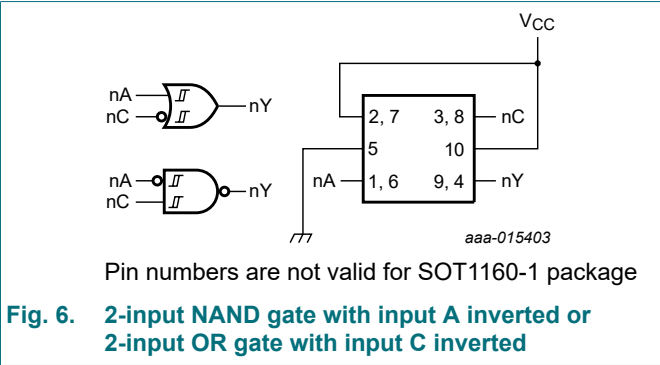 VCC
nA
nC
nY
2, 7 3, 8 nC
5 10
nA 1, 6 9, 4 nY
nA
nC
nY
aaa-015403
Pin numbers are not valid for SOT1160-1 package
Fig. 6. 2-input NAND gate with input A inverted or
2-input OR gate with input C inverted